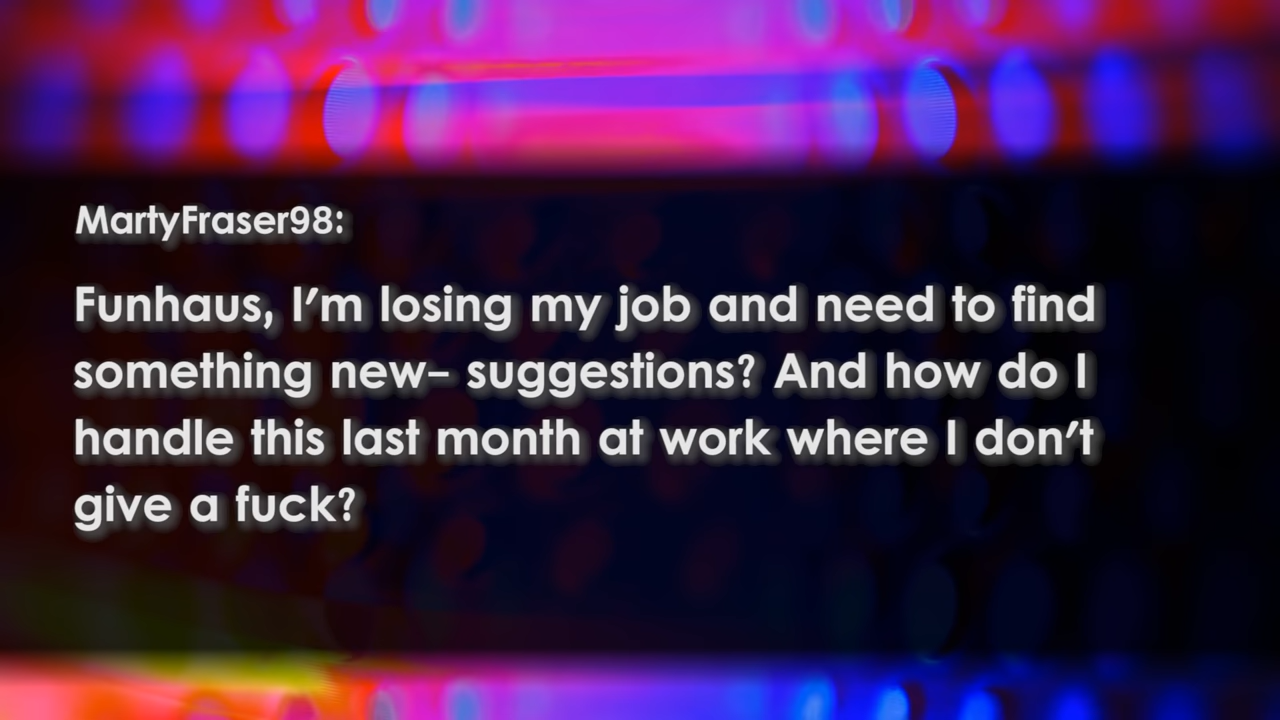 MartyFraser98:
Funhaus, I'm losing my job and need to find
something new– suggestions? And how do I
handle this last month at work where I don't
give a fuck?